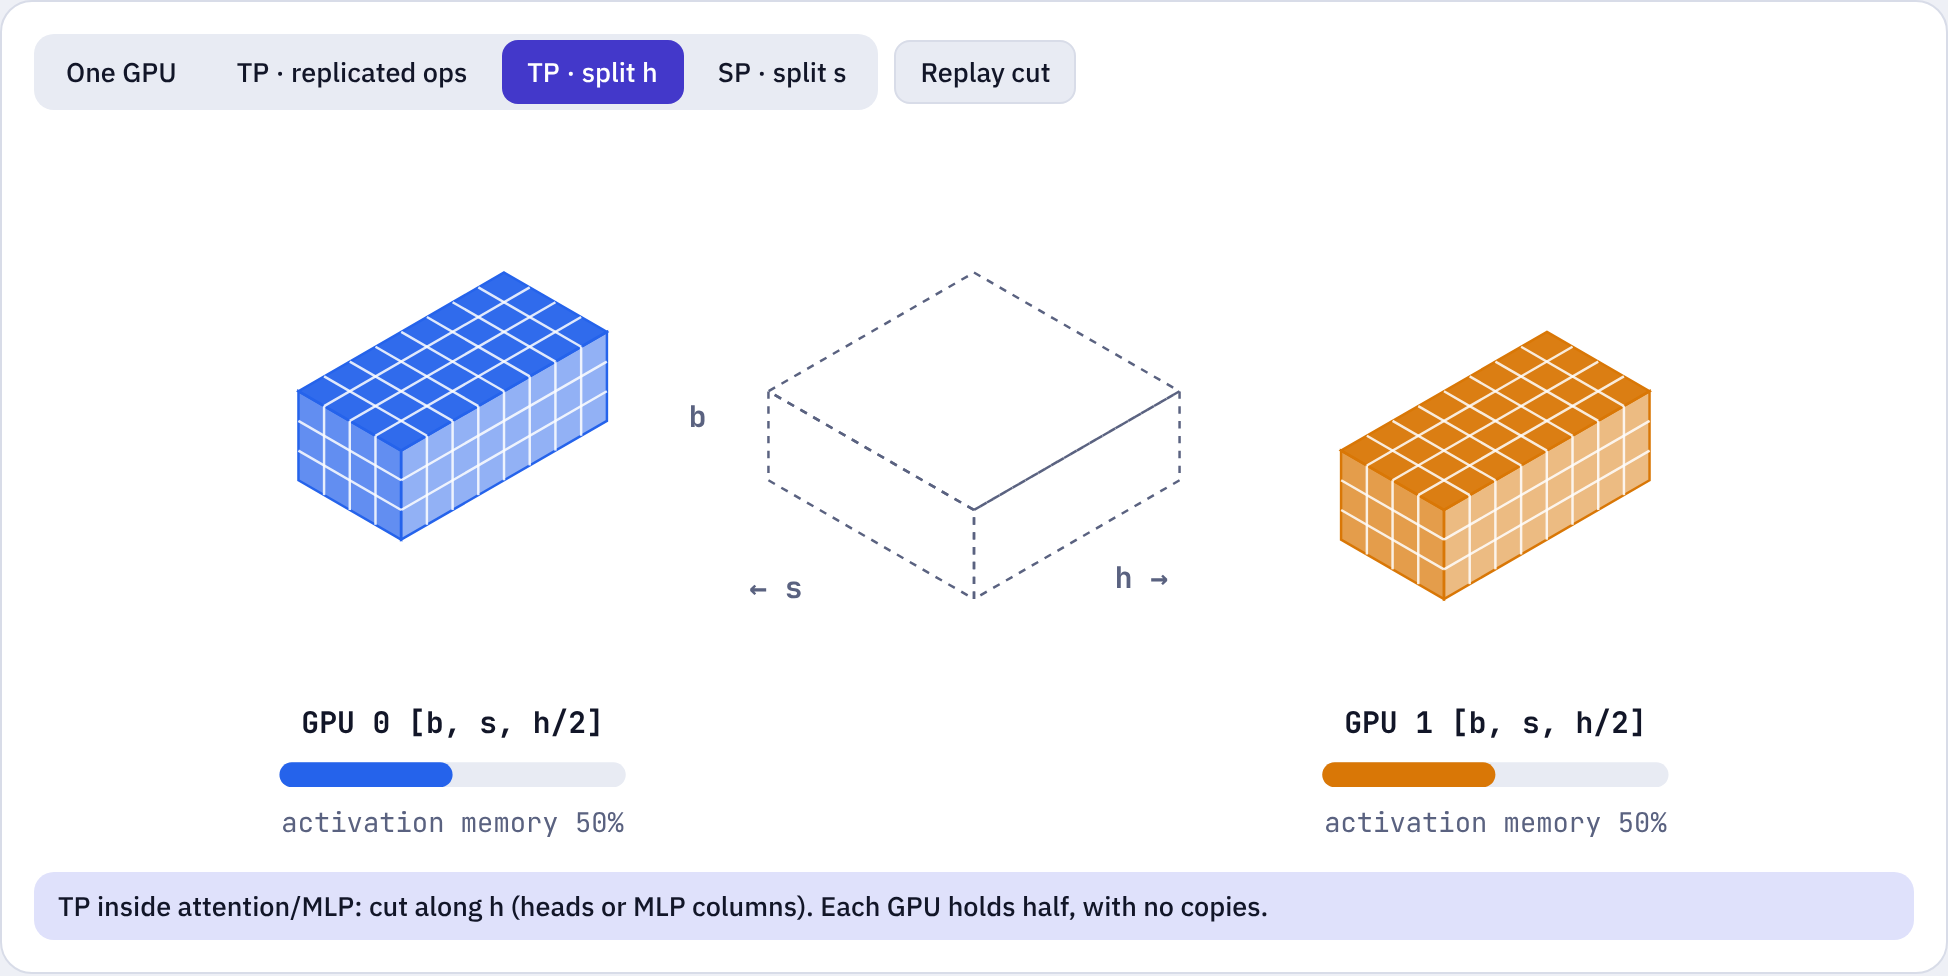 One GPU
TP · replicated ops
TP · split h
SP · split s
Replay cut
b
← s
h →
GPU 0 [b, s, h/2]
activation memory 50%
GPU 1 [b, s, h/2]
activation memory 50%
TP inside attention/MLP: cut along h (heads or MLP columns). Each GPU holds half, with no copies.